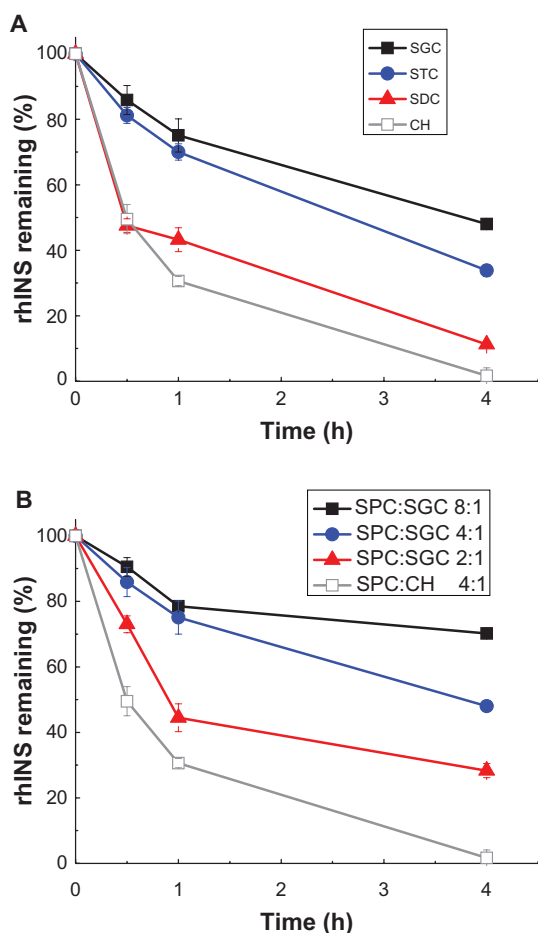 A
rhINS remaining (%)
100
80
60
40
20
0
SGC
STC
SDC
CH
0
1
2
3
4
Time (h)
B
rhINS remaining (%)
100
80
60
40
20
0
SPC:SGC 8:1
SPC:SGC 4:1
SPC:SGC 2:1
SPC:CH 4:1
0
1
2
3
4
Time (h)